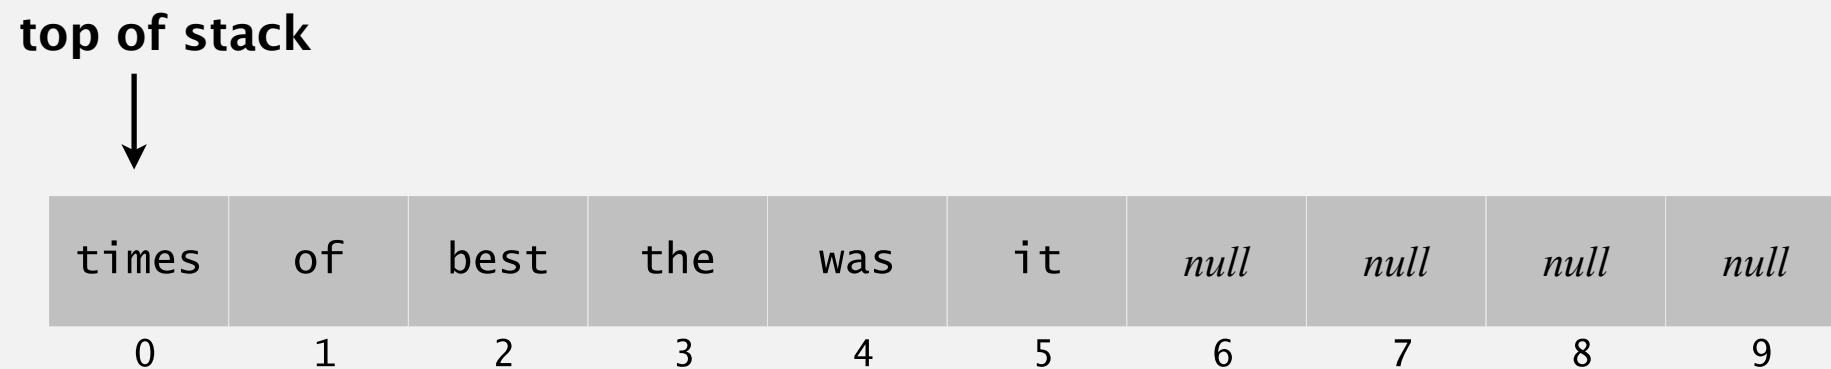 top of stack
times of best the was it null null null null
0 1 2 3 4 5 6 7 8 9